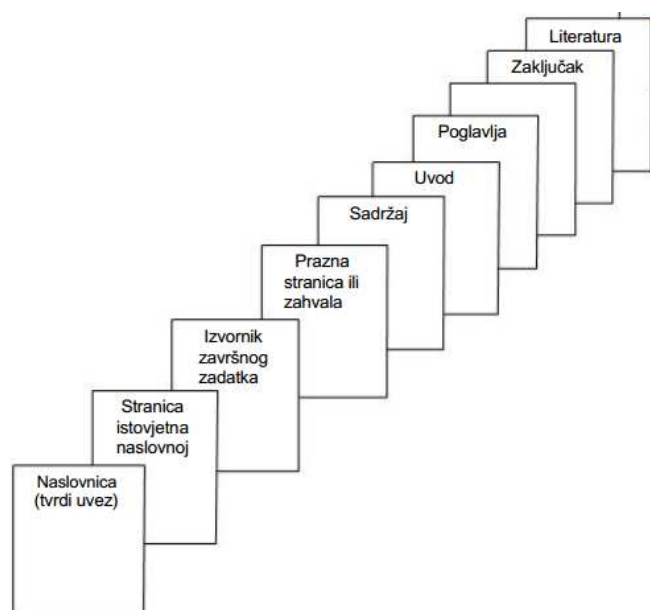 Literatura
Zaključak
Poglavlja
Uvod
Sadržaj
Prazna
stranica ili
zahvala
Izvornik
završnog
zadatka
Stranica
istovjetna
naslovnoj
Naslovnica
(tvrdi uvez)